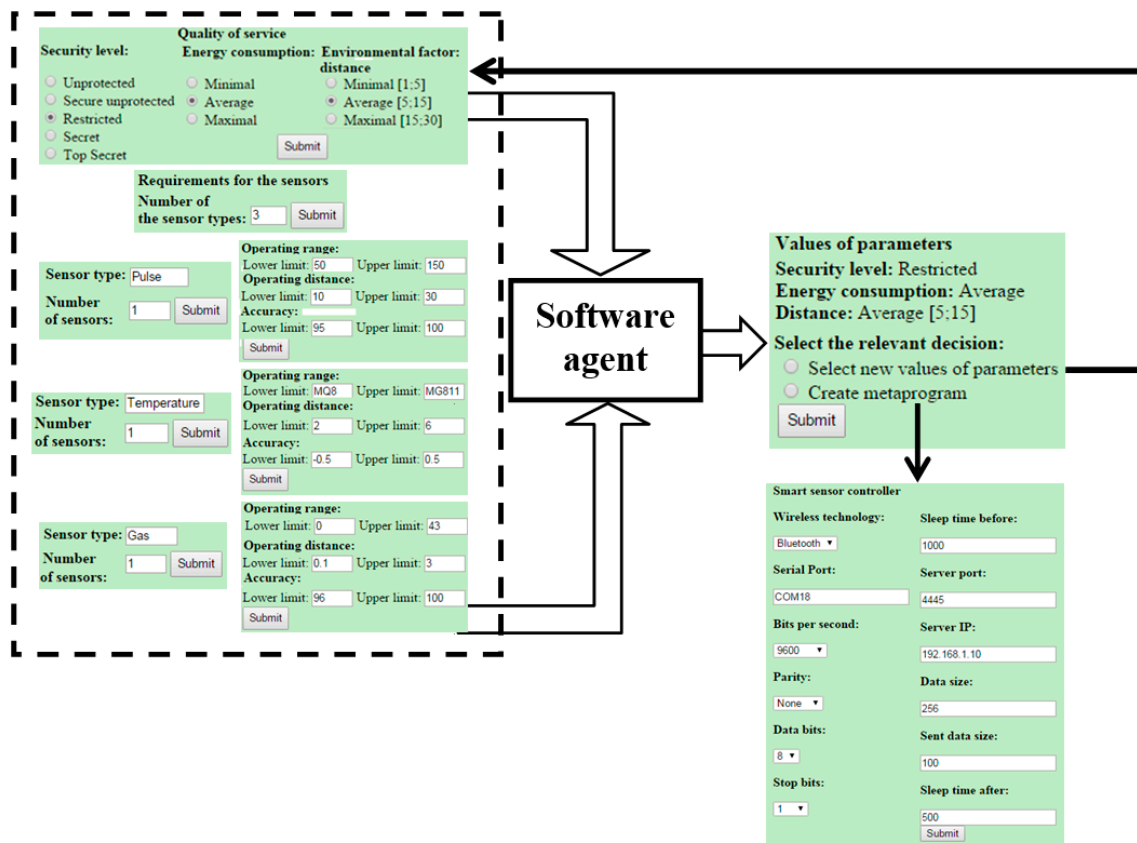 Quality of service
Security level:
Unprotected
Secure unprotected
Restricted
Secret
Top Secret
Energy consumption:
Minimal
Average
Maximal
Environmental factor:
distance
Minimal [1;5]
Average [5;15]
Maximal [15;30]
Submit
Requirements for the sensors
Number of
the sensor types: 3 Submit
Sensor type: Pulse
Number
of sensors: 1 Submit
Operating range:
Lower limit: 50 Upper limit: 150
Operating distance:
Lower limit: 10 Upper limit: 30
Accuracy:
Lower limit: 95 Upper limit: 100
Submit
Sensor type: Temperature
Number
of sensors: 1 Submit
Operating range:
Lower limit: MQ8 Upper limit: MG811
Operating distance:
Lower limit: 2 Upper limit: 6
Accuracy:
Lower limit: -0.5 Upper limit: 0.5
Submit
Sensor type: Gas
Number
of sensors: 1 Submit
Operating range:
Lower limit: 0 Upper limit: 43
Operating distance:
Lower limit: 0.1 Upper limit: 3
Accuracy:
Lower limit: 96 Upper limit: 100
Submit
Software
agent
Values of parameters
Security level: Restricted
Energy consumption: Average
Distance: Average [5;15]
Select the relevant decision:
Select new values of parameters
Create metaprogram
Submit
Smart sensor controller
Wireless technology:
Bluetooth
Serial Port:
COM18
Bits per second:
9600
Parity:
None
Data bits:
8
Stop bits:
1
Sleep time before:
1000
Server port:
4445
Server IP:
192.168.1.10
Data size:
256
Sent data size:
100
Sleep time after:
500
Submit